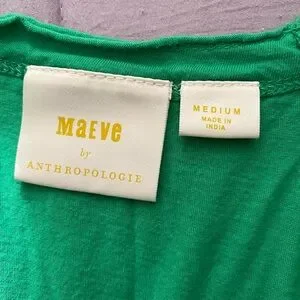 MAEVE
by
ANTHROPOLOGIE
MEDIUM
MADE IN
INDIA